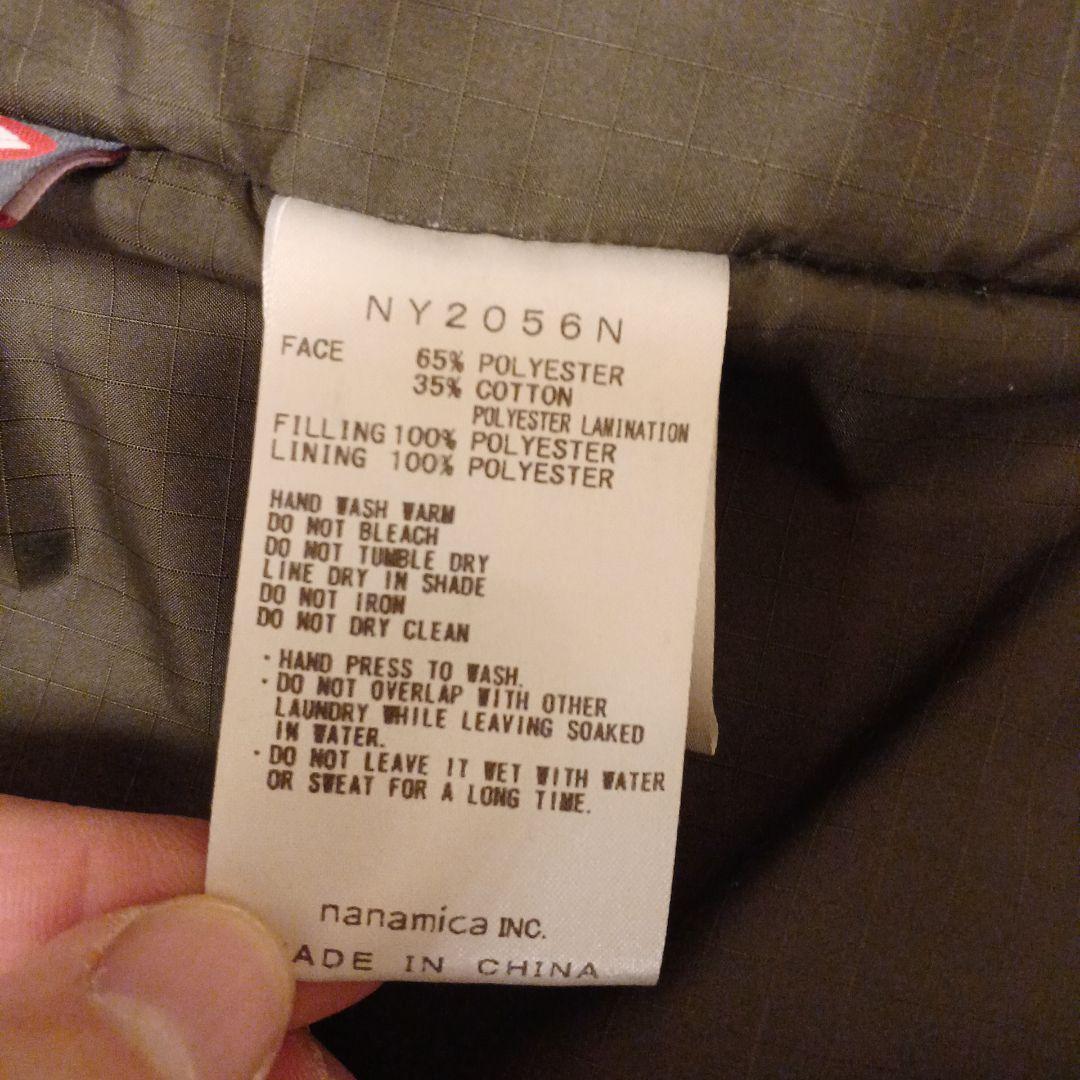 NY2056N
FACE 65% POLYESTER
35% COTTON
POLYESTER LAMINATION
FILLING 100% POLYESTER
LINING 100% POLYESTER
HAND WASH WARM
DO NOT BLEACH
DO NOT TUMBLE DRY
LINE DRY IN SHADE
DO NOT IRON
DO NOT DRY CLEAN
・HAND PRESS TO WASH.
・DO NOT OVERLAP WITH OTHER
LAUNDRY WHILE LEAVING SOAKED
IN WATER.
・DO NOT LEAVE IT WET WITH WATER
OR SWEAT FOR A LONG TIME.
nanamica INC.
ADE IN CHINA